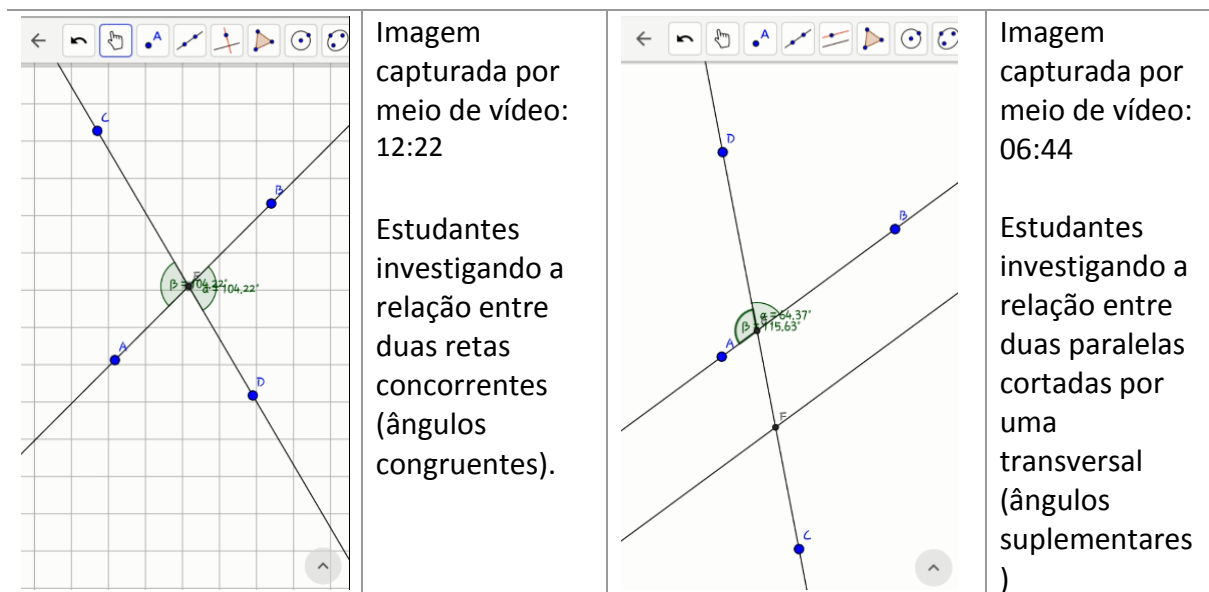 A
C
B
E
β = 104.22°
α = 104.22°
A
D
Imagem
capturada por
meio de vídeo:
12:22
Estudantes
investigando a
relação entre
duas retas
concorrentes
(ângulos
congruentes).
A
D
B
α = 64.37°
β = 115.63°
A
F
C
Imagem
capturada por
meio de vídeo:
06:44
Estudantes
investigando a
relação entre
duas paralelas
cortadas por
uma
transversal
(ângulos
suplementares
)